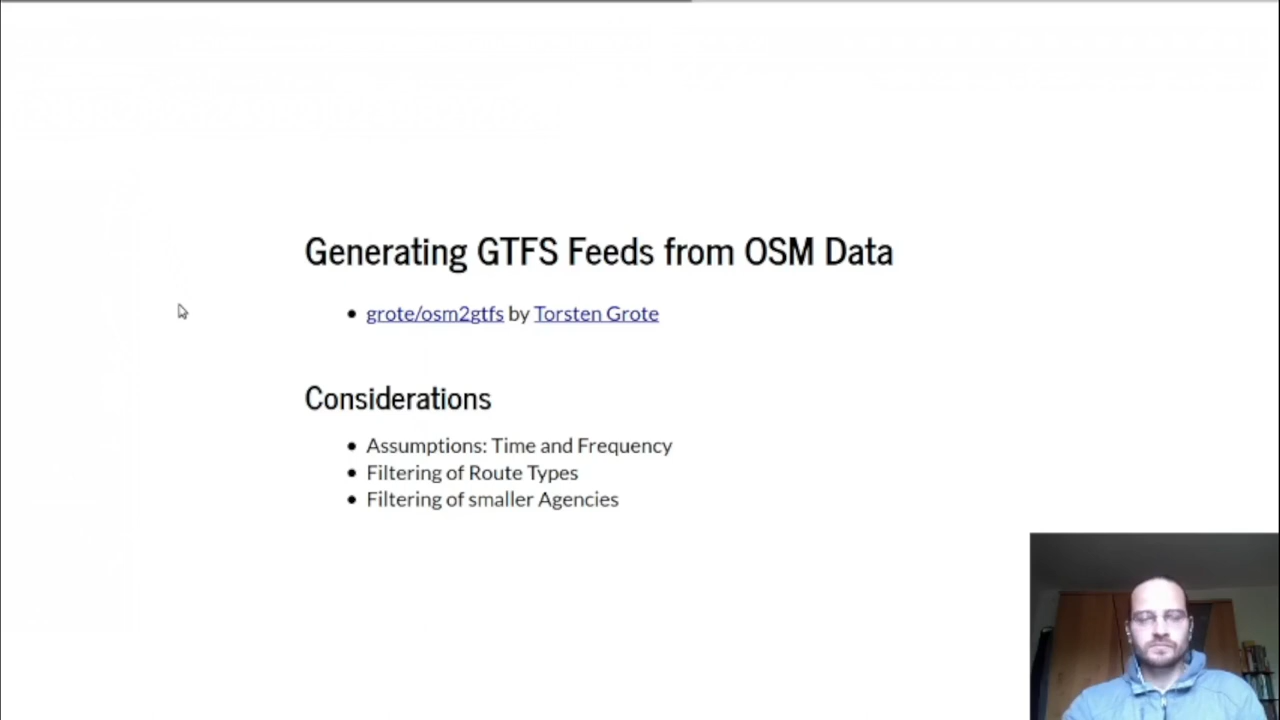 Generating GTFS Feeds from OSM Data
grote/osm2gtfs by Torsten Grote
Considerations
Assumptions: Time and Frequency
Filtering of Route Types
Filtering of smaller Agencies